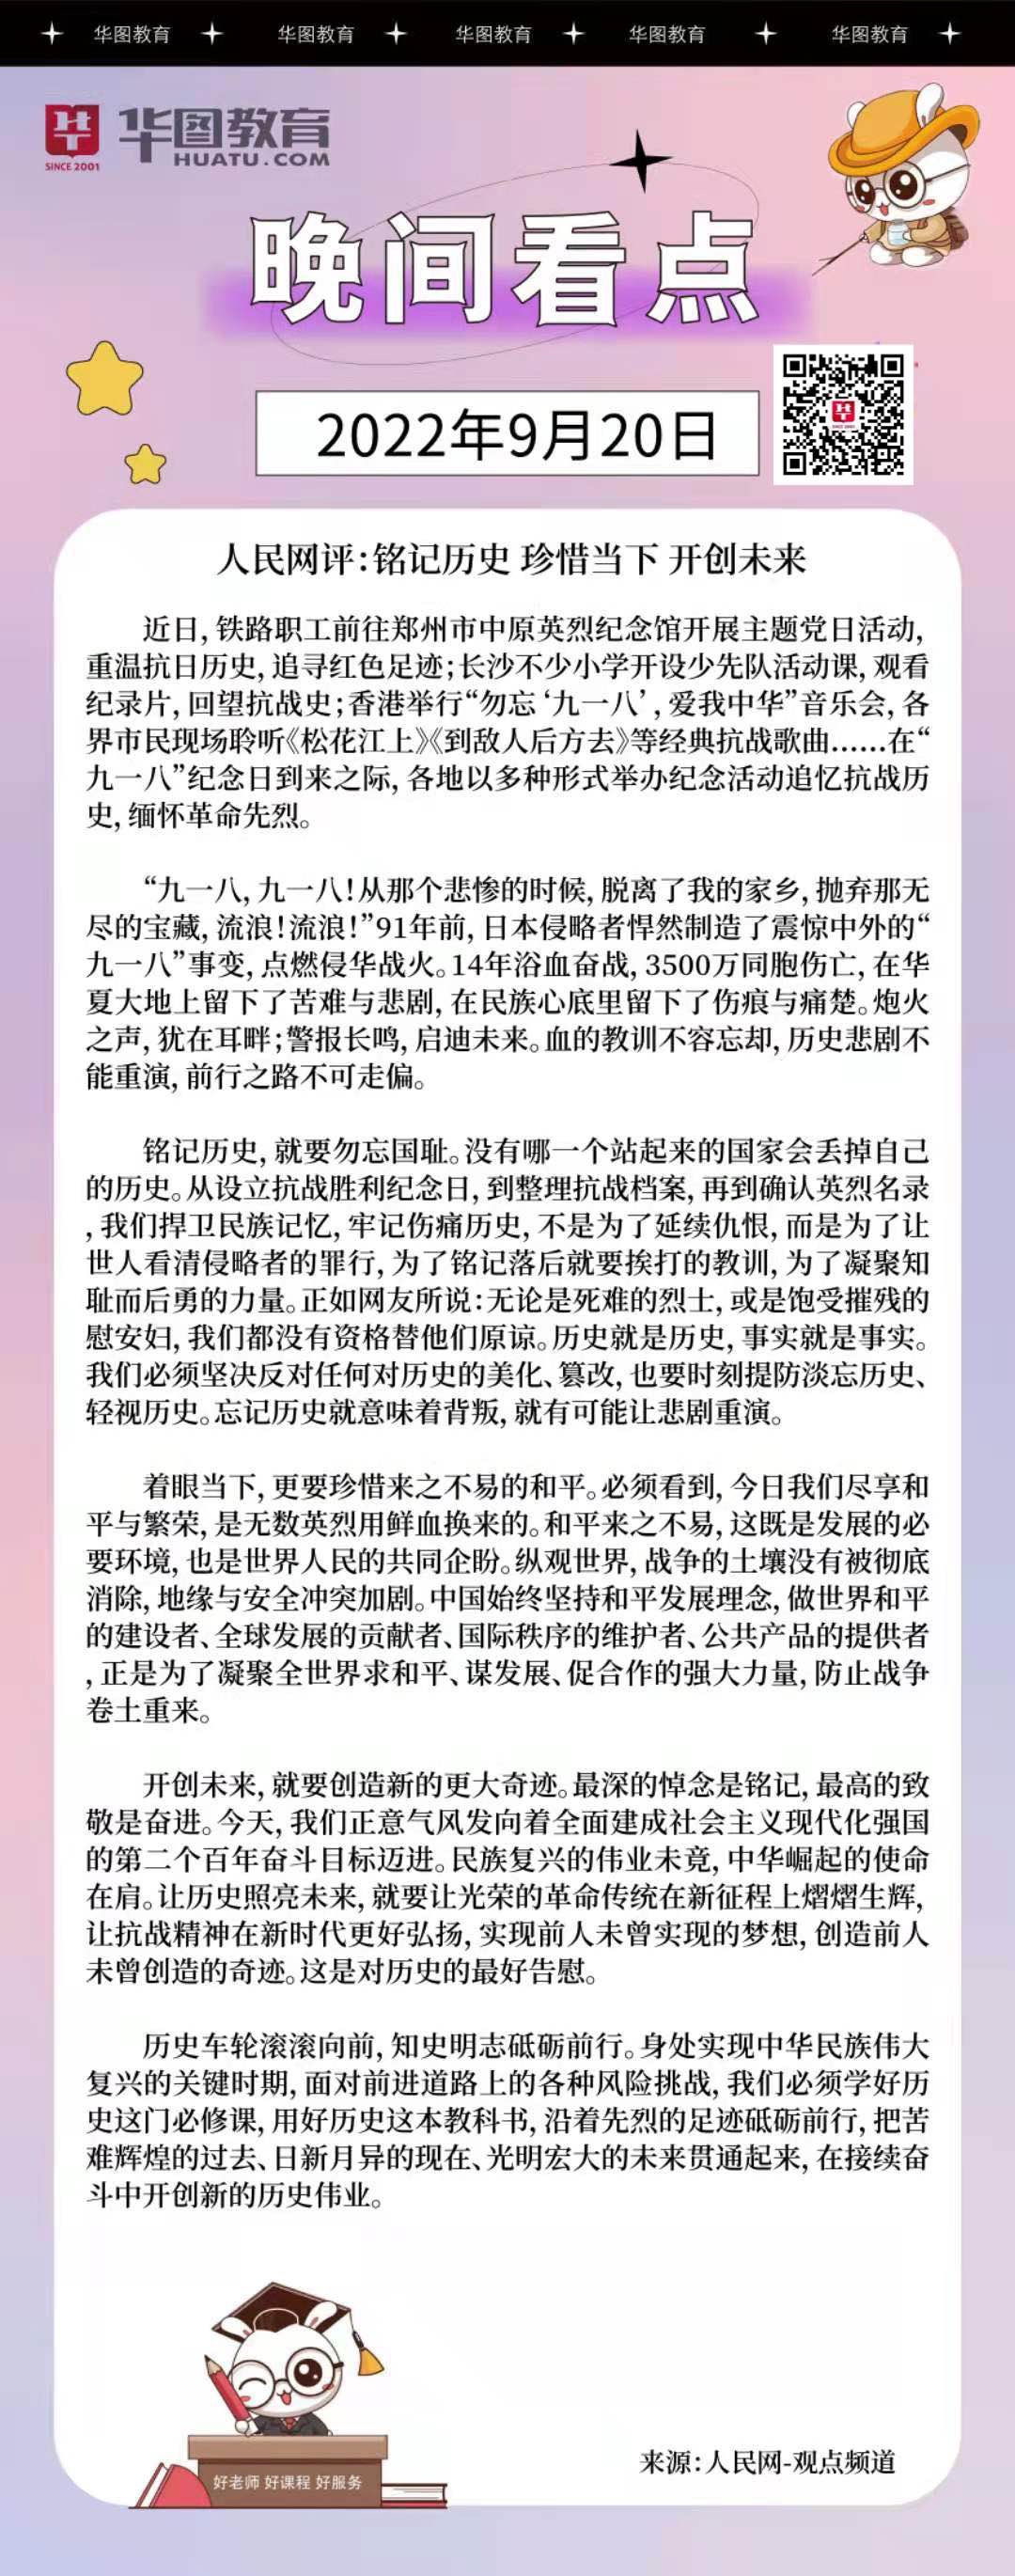 华图教育 华图教育 华图教育 华图教育 华图教育
HT
SINCE 2001
华图教育
HUATU.COM
晚间看点
2022年9月20日
人民网评:铭记历史 珍惜当下 开创未来
近日,铁路职工前往郑州市中原英烈纪念馆开展主题党日活动,
重温抗日历史,追寻红色足迹;长沙不少小学开设少先队活动课,观看
纪录片,回望抗战史;香港举行“勿忘‘九一八’,爱我中华”音乐会,各
界市民现场聆听《松花江上》《到敌人后方去》等经典抗战歌曲……在“
九一八”纪念日到来之际,各地以多种形式举办纪念活动追忆抗战历
史,缅怀革命先烈。
“九一八,九一八!从那个悲惨的时候,脱离了我的家乡,抛弃那无
尽的宝藏,流浪!流浪!”91年前,日本侵略者悍然制造了震惊中外的“
九一八”事变,点燃侵华战火。14年浴血奋战,3500万同胞伤亡,在华
夏大地上留下了苦难与悲剧,在民族心底里留下了伤痕与痛楚。炮火
之声,犹在耳畔;警报长鸣,启迪未来。血的教训不容忘却,历史悲剧不
能重演,前行之路不可走偏。
铭记历史,就要勿忘国耻。没有哪一个站起来的国家会丢掉自己
的历史。从设立抗战胜利纪念日,到整理抗战档案,再到确认英烈名录
,我们捍卫民族记忆,牢记伤痛历史,不是为了延续仇恨,而是为了让
世人看清侵略者的罪行,为了铭记落后就要挨打的教训,为了凝聚知
耻而后勇的力量。正如网友所说:无论是死难的烈士,或是饱受摧残的
慰安妇,我们都没有资格替他们原谅。历史就是历史,事实就是事实。
我们必须坚决反对任何对历史的美化、篡改,也要时刻提防淡忘历史、
轻视历史。忘记历史就意味着背叛,就有可能让悲剧重演。
着眼当下,更要珍惜来之不易的和平。必须看到,今日我们尽享和
平与繁荣,是无数英烈用鲜血换来的。和平来之不易,这既是发展的必
要环境,也是世界人民的共同企盼。纵观世界,战争的土壤没有被彻底
消除,地缘与安全冲突加剧。中国始终坚持和平发展理念,做世界和平
的建设者、全球发展的贡献者、国际秩序的维护者、公共产品的提供者
,正是为了凝聚全世界求和平、谋发展、促合作的强大力量,防止战争
卷土重来。
开创未来,就要创造新的更大奇迹。最深的悼念是铭记,最高的致
敬是奋进。今天,我们正意气风发向着全面建成社会主义现代化强国
的第二个百年奋斗目标迈进。民族复兴的伟业未竟,中华崛起的使命
在肩。让历史照亮未来,就要让光荣的革命传统在新征程上熠熠生辉,
让抗战精神在新时代更好弘扬,实现前人未曾实现的梦想,创造前人
未曾创造的奇迹。这是对历史的最好告慰。
历史车轮滚滚向前,知史明志砥砺前行。身处实现中华民族伟大
复兴的关键时期,面对前进道路上的各种风险挑战,我们必须学好历
史这门必修课,用好历史这本教科书,沿着先烈的足迹砥砺前行,把苦
难辉煌的过去、日新月异的现在、光明宏大的未来贯通起来,在接续奋
斗中开创新的历史伟业。
好老师 好课程 好服务
来源:人民网-观点频道